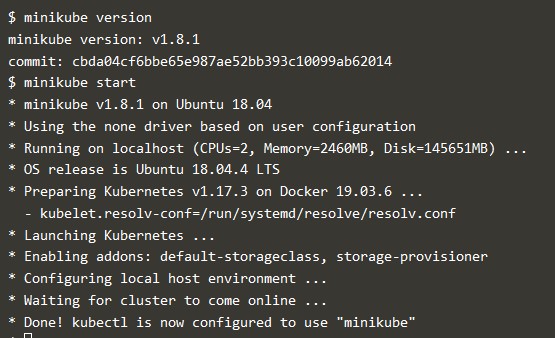 $ minikube version
minikube version: v1.8.1
commit: cbda04cf6bbe65e987ae52bb393c10099ab62014
$ minikube start
* minikube v1.8.1 on Ubuntu 18.04
* Using the none driver based on user configuration
* Running on localhost (CPUs=2, Memory=2460MB, Disk=145651MB) ...
* OS release is Ubuntu 18.04.4 LTS
* Preparing Kubernetes v1.17.3 on Docker 19.03.6 ...
  - kubelet.resolv-conf=/run/systemd/resolve/resolv.conf
* Launching Kubernetes ...
* Enabling addons: default-storageclass, storage-provisioner
* Configuring local host environment ...
* Waiting for cluster to come online ...
* Done! kubectl is now configured to use "minikube"